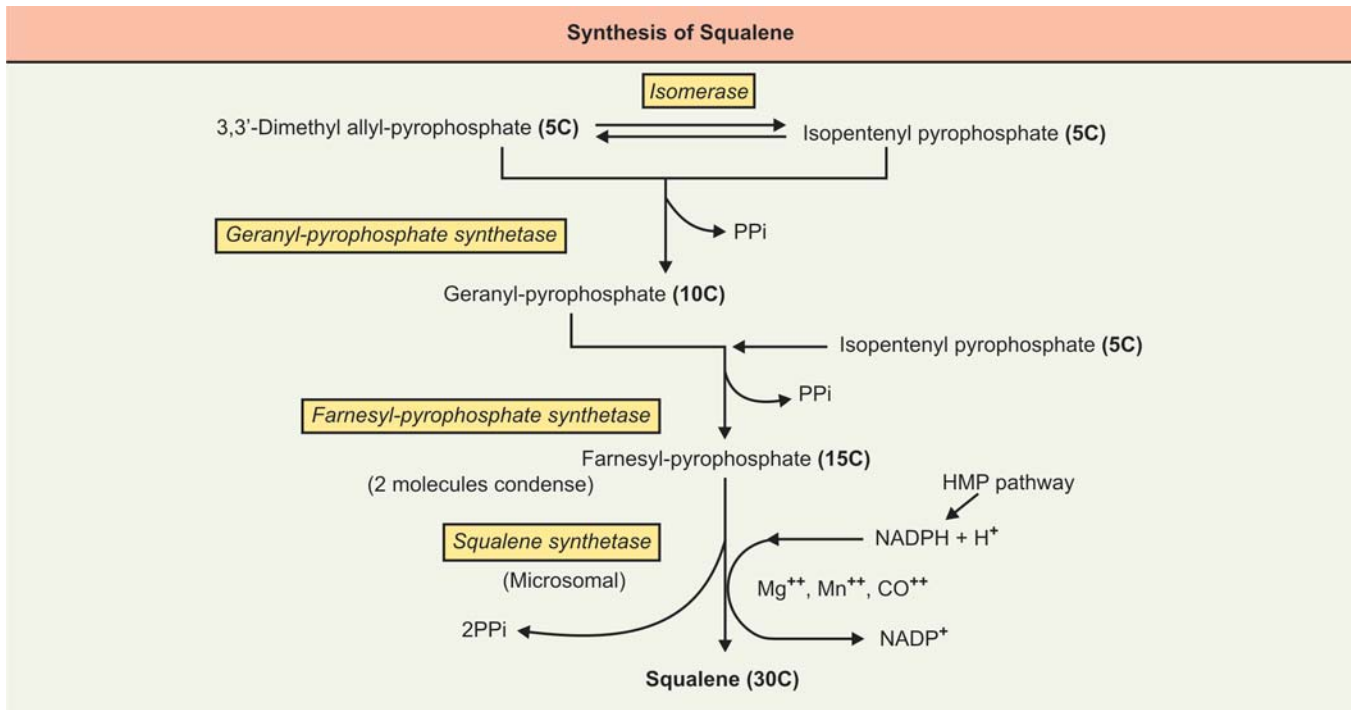 Synthesis of Squalene
Isomerase
3,3'-Dimethyl allyl-pyrophosphate (5C)
Isopentenyl pyrophosphate (5C)
PPi
Geranyl-pyrophosphate synthetase
Geranyl-pyrophosphate (10C)
Isopentenyl pyrophosphate (5C)
PPi
Farnesyl-pyrophosphate synthetase
Farnesyl-pyrophosphate (15C)
(2 molecules condense)
HMP pathway
Squalene synthetase
NADPH + H⁺
(Microsomal)
Mg⁺⁺, Mn⁺⁺, CO⁺⁺
2PPi
NADP⁺
Squalene (30C)